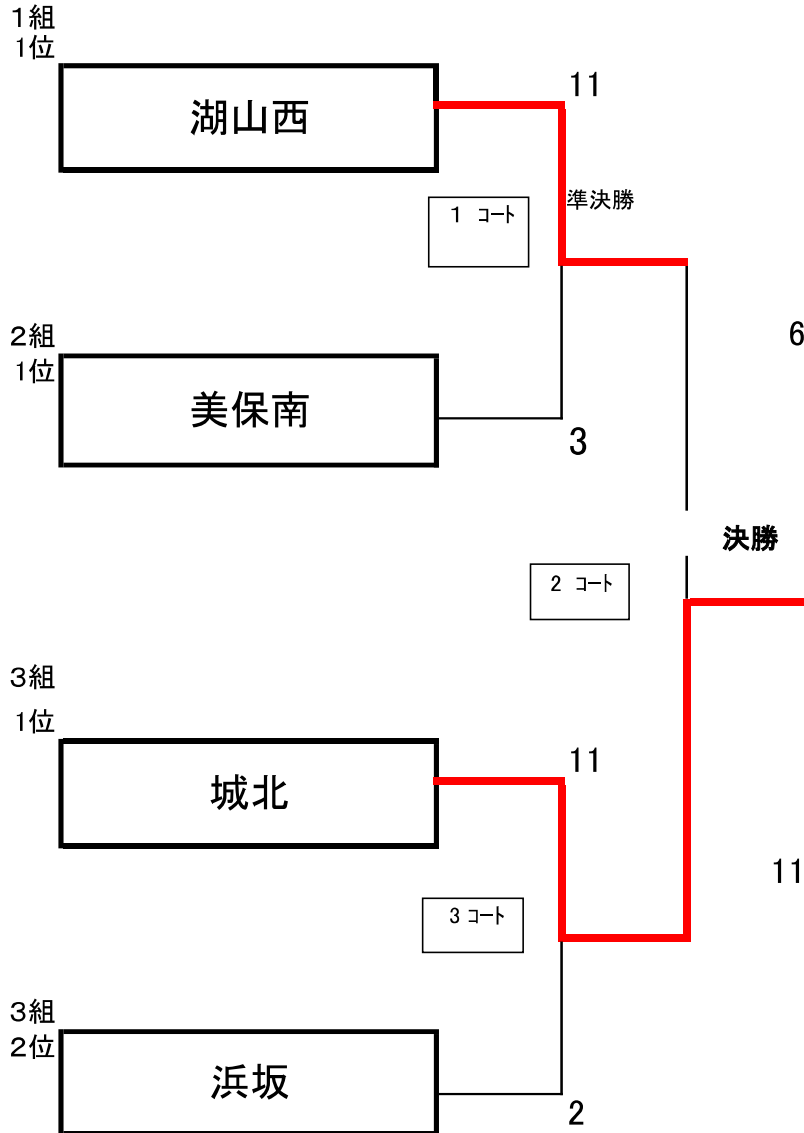 １組
1位
11
湖山西
準決勝
1 コート
6
２組
1位
美保南
3
決勝
2 コート
３組
1位
11
城北
11
3 コート
３組
２位
浜坂
2